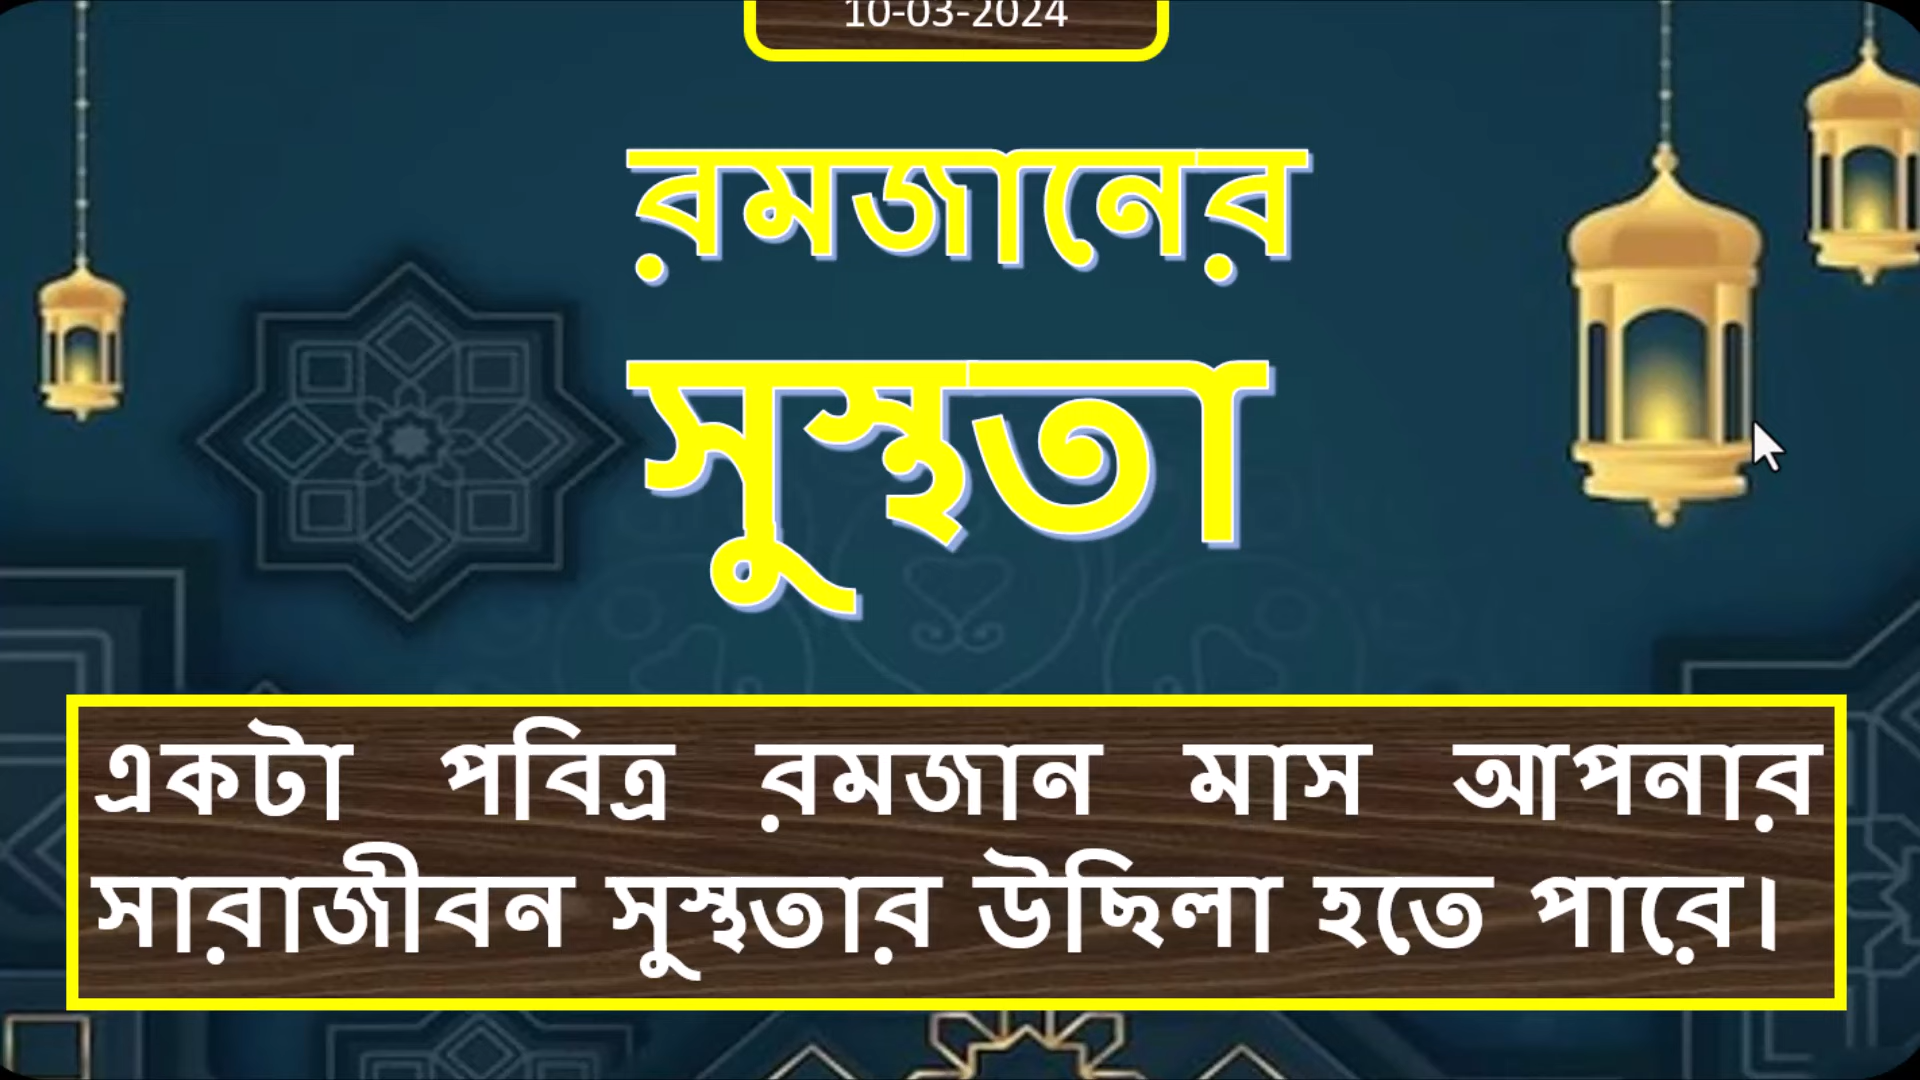 10-03-2024
রমজানের
সুস্থতা
একটা পবিত্র রমজান মাস আপনার
সারাজীবন সুস্থতার উছিলা হতে পারে।